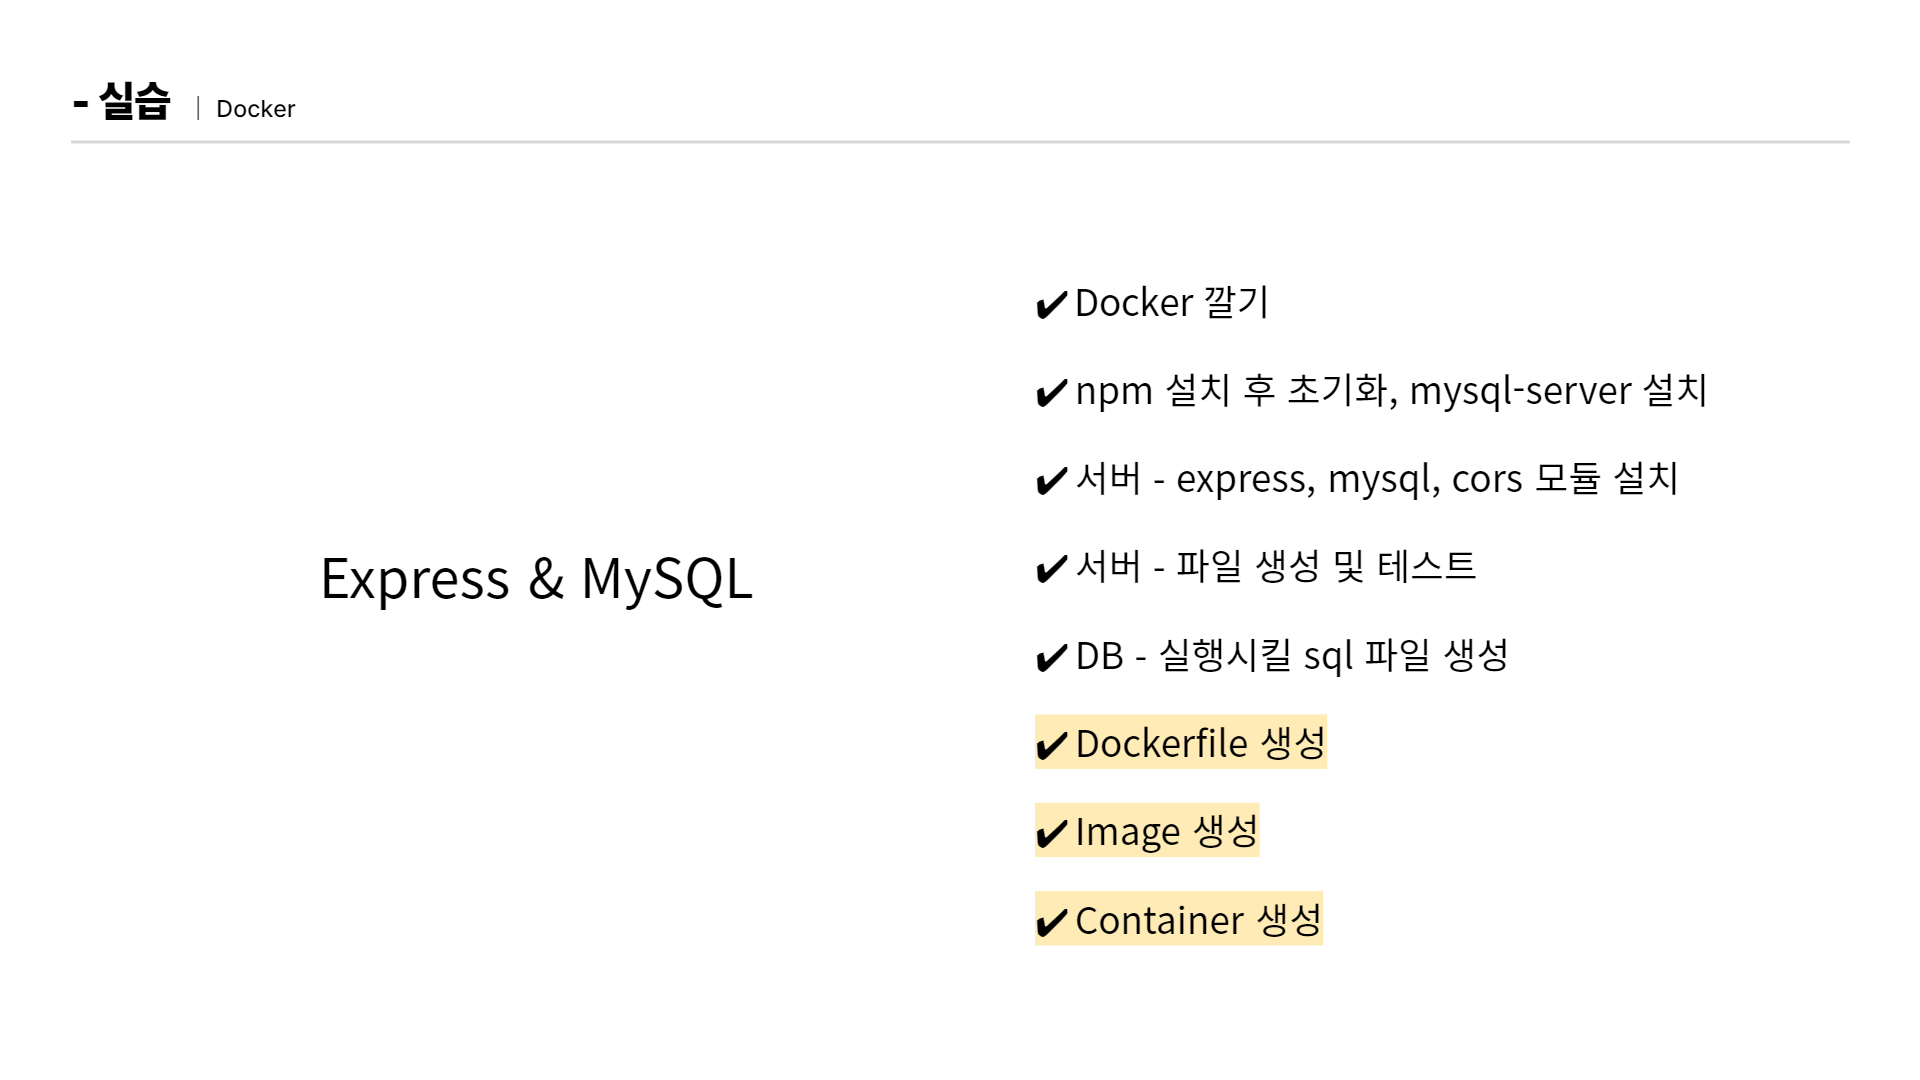 - 실습 | Docker
Express & MySQL
✔Docker 깔기
✔npm 설치 후 초기화, mysql-server 설치
✔서버 - express, mysql, cors 모듈 설치
✔서버 - 파일 생성 및 테스트
✔DB - 실행시킬 sql 파일 생성
✔Dockerfile 생성
✔Image 생성
✔Container 생성